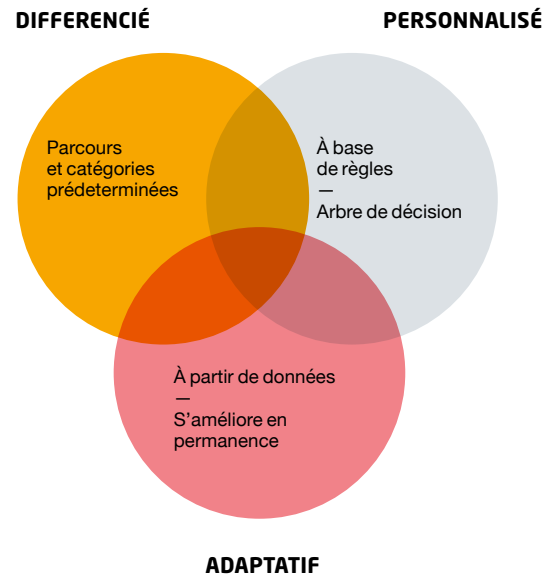 DIFFERENCIÉ
PERSONNALISÉ
Parcours
et catégories
prédeterminées
À base
de règles
—
Arbre de décision
À partir de données
—
S’améliore en
permanence
ADAPTATIF